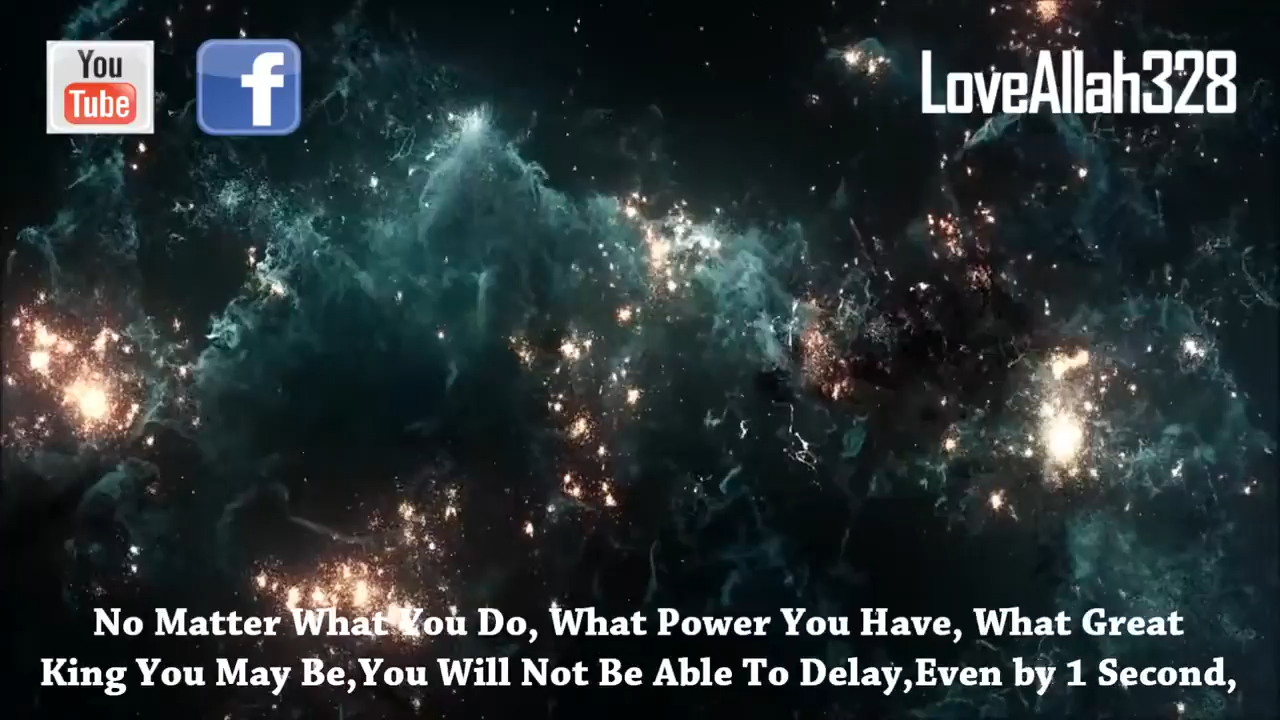 You
Tube
f
LoveAllah328
No Matter What You Do, What Power You Have, What Great
King You May Be,You Will Not Be Able To Delay,Even by 1 Second,